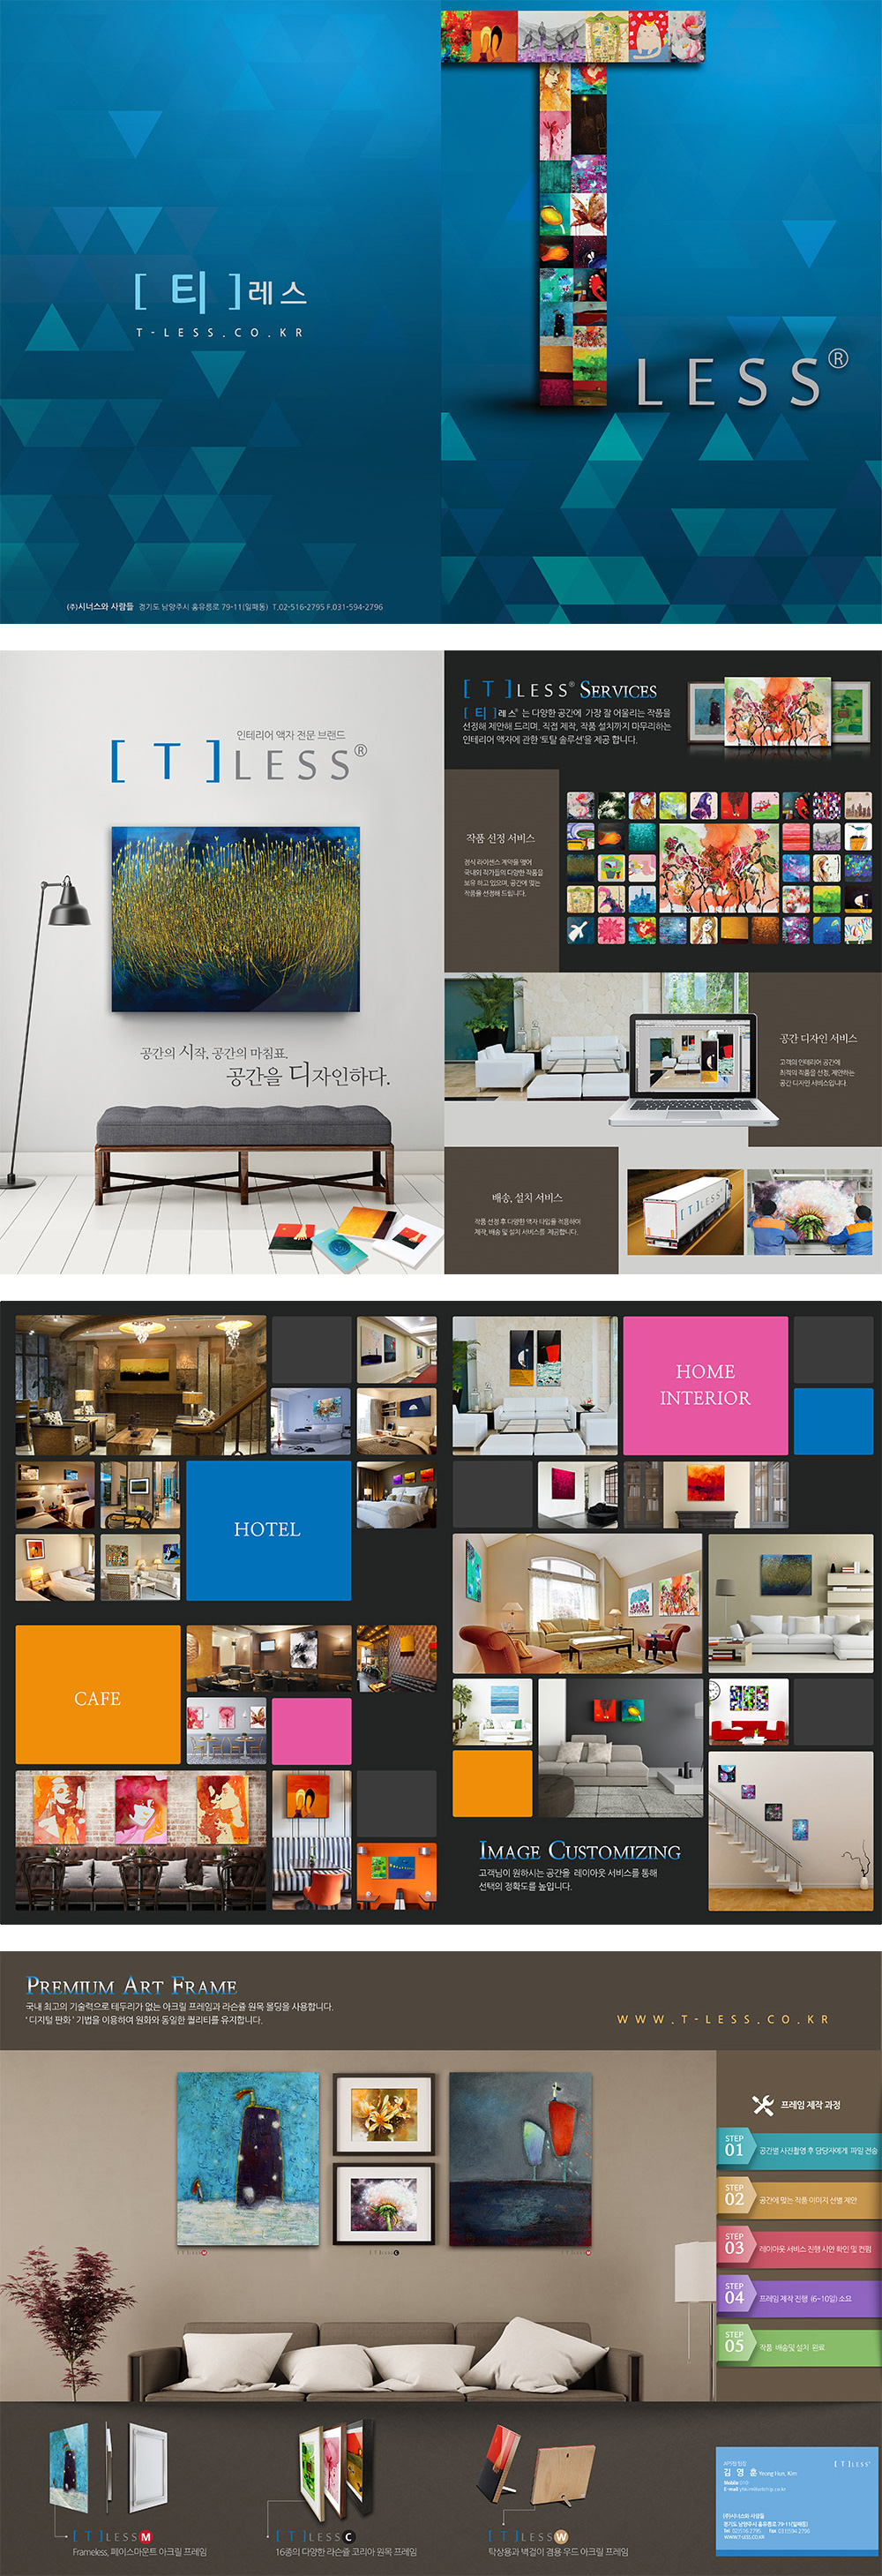 [ 티 ]레스
T-LESS.CO.KR
(주)시너스와 사람들 경기도 남양주시 홍유릉로 79-11(일패동) T.02-516-2795 F.031-594-2796
T LESS®
인테리어 액자 전문 브랜드
[ T ] LESS®
공간의 시작, 공간의 마침표.
공간을 디자인하다.
[ T ]LESS® SERVICES
[ 티 ]레스® 는 다양한 공간에 가장 잘 어울리는 작품을
선정해 제안해 드리며. 직접 제작, 작품 설치까지 마무리하는
인테리어 액자에 관한 '토탈 솔루션'을 제공 합니다.
작품 선정 서비스
정식 라이센스 계약을 맺어
국내외 작가들의 다양한 작품을
보유 하고 있으며, 공간에 맞는
작품을 선정해 드립니다.
공간 디자인 서비스
고객의 인테리어 공간에
최적의 작품을 선정, 제안하는
공간 디자인 서비스입니다.
배송, 설치 서비스
작품 선정 후 다양한 액자 타입을 적용하여
제작, 배송 및 설치 서비스를 제공합니다.
[ T ]LESS®
HOTEL
CAFE
HOME
INTERIOR
IMAGE CUSTOMIZING
고객님이 원하시는 공간을 레이아웃 서비스를 통해
선택의 정확도를 높입니다.
PREMIUM ART FRAME
국내 최고의 기술력으로 테두리가 없는 아크릴 프레임과 라슨쥴 원목 몰딩을 사용합니다.
'디지털 판화' 기법을 이용하여 원화와 동일한 퀄리티를 유지합니다.
WWW.T-LESS.CO.KR
프레임 제작 과정
STEP 01 공간별 사진촬영 후 담당자에게 파일 전송
STEP 02 공간에 맞는 작품 이미지 선별 제안
STEP 03 레이아웃 서비스 진행 시안 확인 및 컨펌
STEP 04 프레임 제작 진행 (6~10일) 소요
STEP 05 작품 배송및 설치 완료
[ T ]LESS M
Frameless, 페이스마운트 아크릴 프레임
[ T ]LESS C
16종의 다양한 라슨쥴 코리아 원목 프레임
[ T ]LESS W
탁상용과 벽걸이 겸용 우드 아크릴 프레임
[ T ]LESS®
김 영 훈 Yeong Hun, Kim
Mobile 010
(주)시너스와 사람들
경기도 남양주시 홍유릉로 79-11(일패동)
Tel 02)516 2795 Fax 031)594 2796
WWW.T-LESS.CO.KR